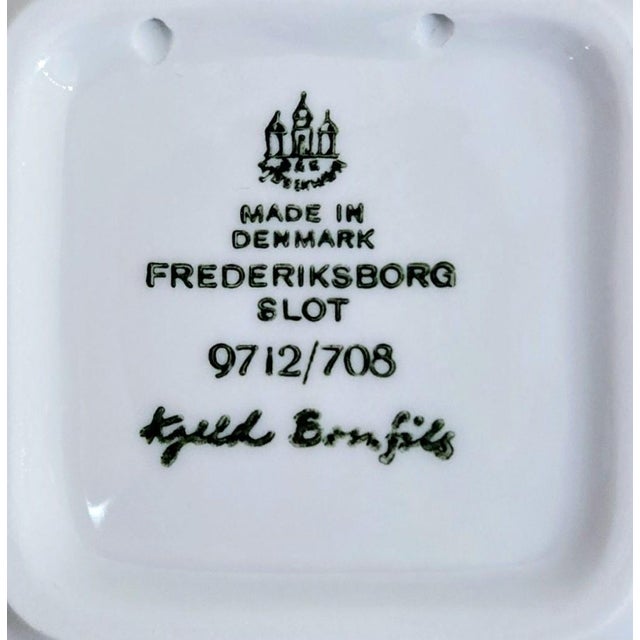 B & G
MADE IN
DENMARK
FREDERIKSBORG
SLOT
9712/708
Kjeld Bonfils